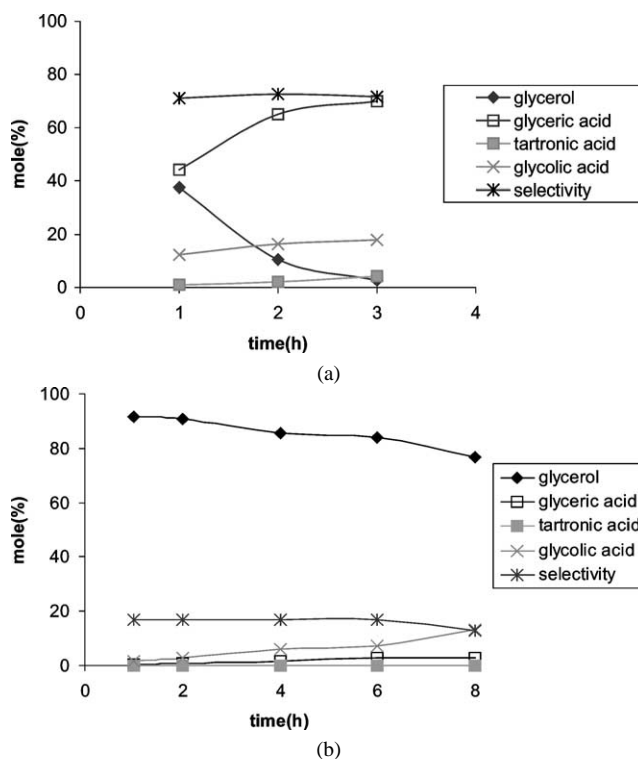 100
80
60
40
20
0
mole(%)
0 1 2 3 4
time(h)
glycerol
glyceric acid
tartronic acid
glycolic acid
selectivity
(a)
100
80
60
40
20
0
mole(%)
0 2 4 6 8
time(h)
glycerol
glyceric acid
tartronic acid
glycolic acid
selectivity
(b)